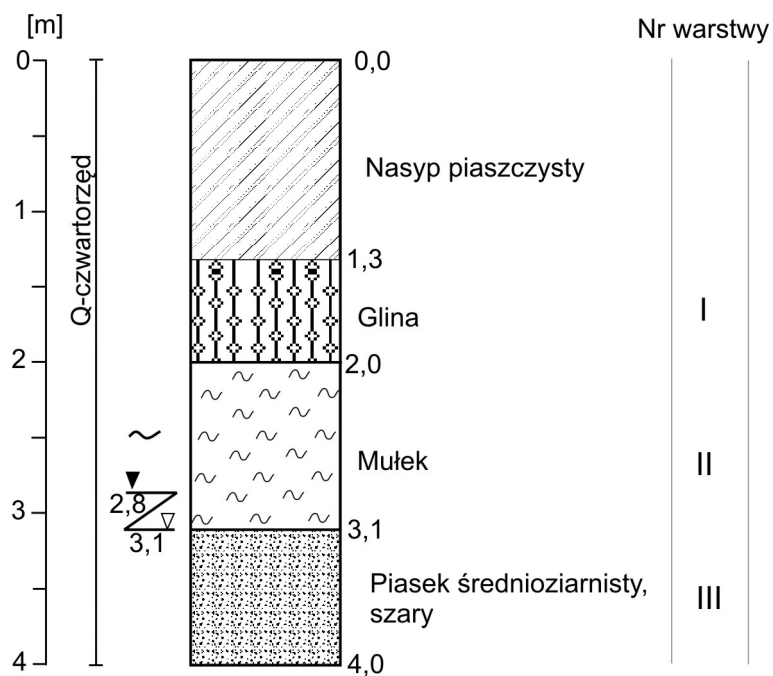 [m]
Nr warstwy
0
0,0
Nasyp piaszczysty
1
Q-czwartorzęd
1,3
Glina
I
2
2,0
Mułek
II
2,8
3
3,1
3,1
Piasek średnioziarnisty,
szary
III
4
4,0